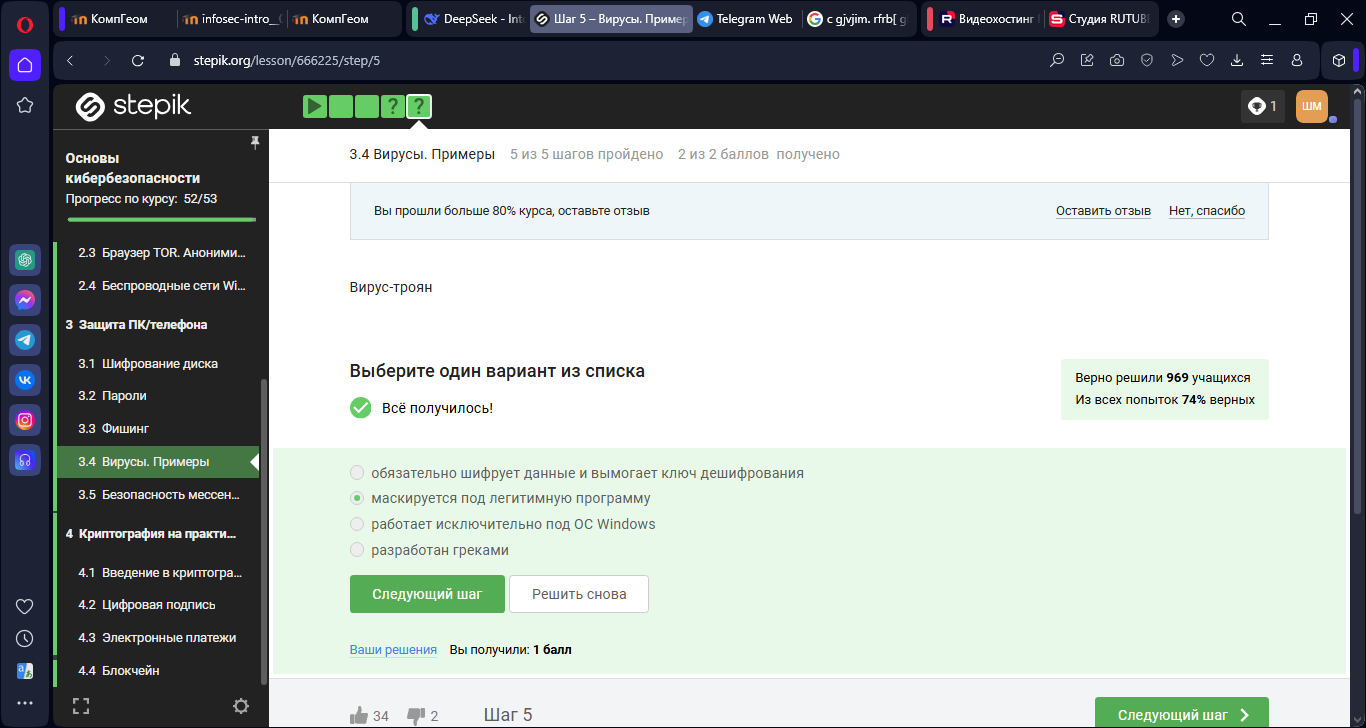 КомпГеом
infosec-intro__
КомпГеом
DeepSeek - Int
Шаг 5 – Вирусы. Пример
Telegram Web
с gjvjim. rfrb[ g
Видеохостинг
Студия RUTUB
stepik.org/lesson/666225/step/5
stepik
? ?
1
ШМ
Основы
кибербезопасности
Прогресс по курсу: 52/53
2.3 Браузер TOR. Аноними...
2.4 Беспроводные сети Wi...
3 Защита ПК/телефона
3.1 Шифрование диска
3.2 Пароли
3.3 Фишинг
3.4 Вирусы. Примеры
3.5 Безопасность мессен...
4 Криптография на практи...
4.1 Введение в криптогра...
4.2 Цифровая подпись
4.3 Электронные платежи
4.4 Блокчейн
3.4 Вирусы. Примеры 5 из 5 шагов пройдено 2 из 2 баллов получено
Вы прошли больше 80% курса, оставьте отзыв
Оставить отзыв Нет, спасибо
Вирус-троян
Выберите один вариант из списка
Всё получилось!
Верно решили 969 учащихся
Из всех попыток 74% верных
обязательно шифрует данные и вымогает ключ дешифрования
маскируется под легитимную программу
работает исключительно под ОС Windows
разработан греками
Следующий шаг Решить снова
Ваши решения Вы получили: 1 балл
34 2 Шаг 5
Следующий шаг